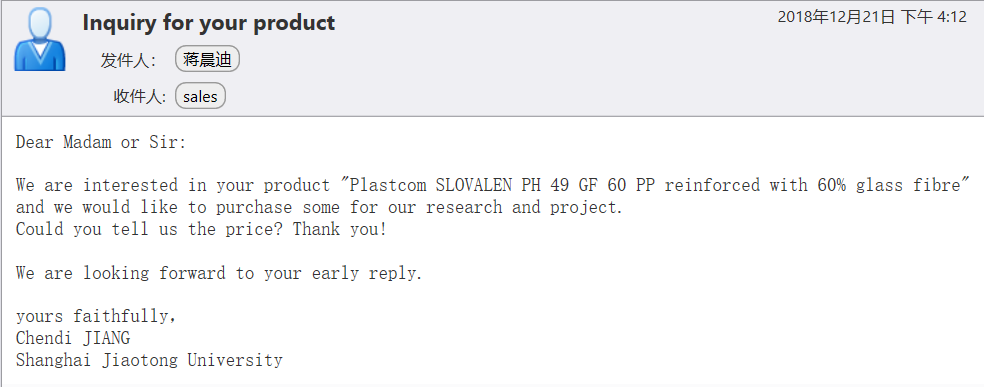 Inquiry for your product
2018年12月21日 下午 4:12
发件人：
蒋晨迪
收件人:
sales
Dear Madam or Sir:
We are interested in your product "Plastcom SLOVALEN PH 49 GF 60 PP reinforced with 60% glass fibre"
and we would like to purchase some for our research and project.
Could you tell us the price? Thank you!
We are looking forward to your early reply.
yours faithfully,
Chendi JIANG
Shanghai Jiaotong University